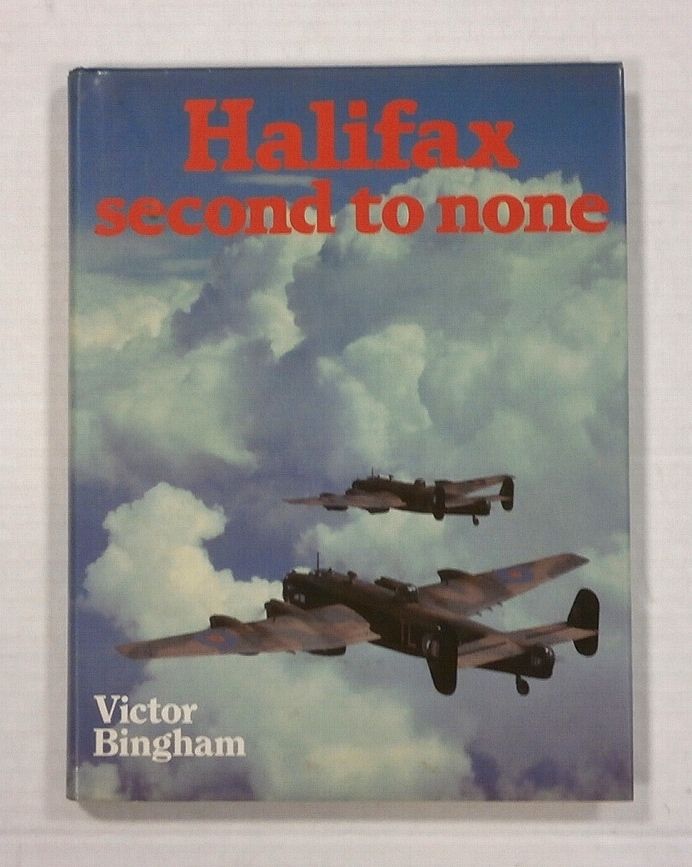 Halifax
second to none
Victor
Bingham